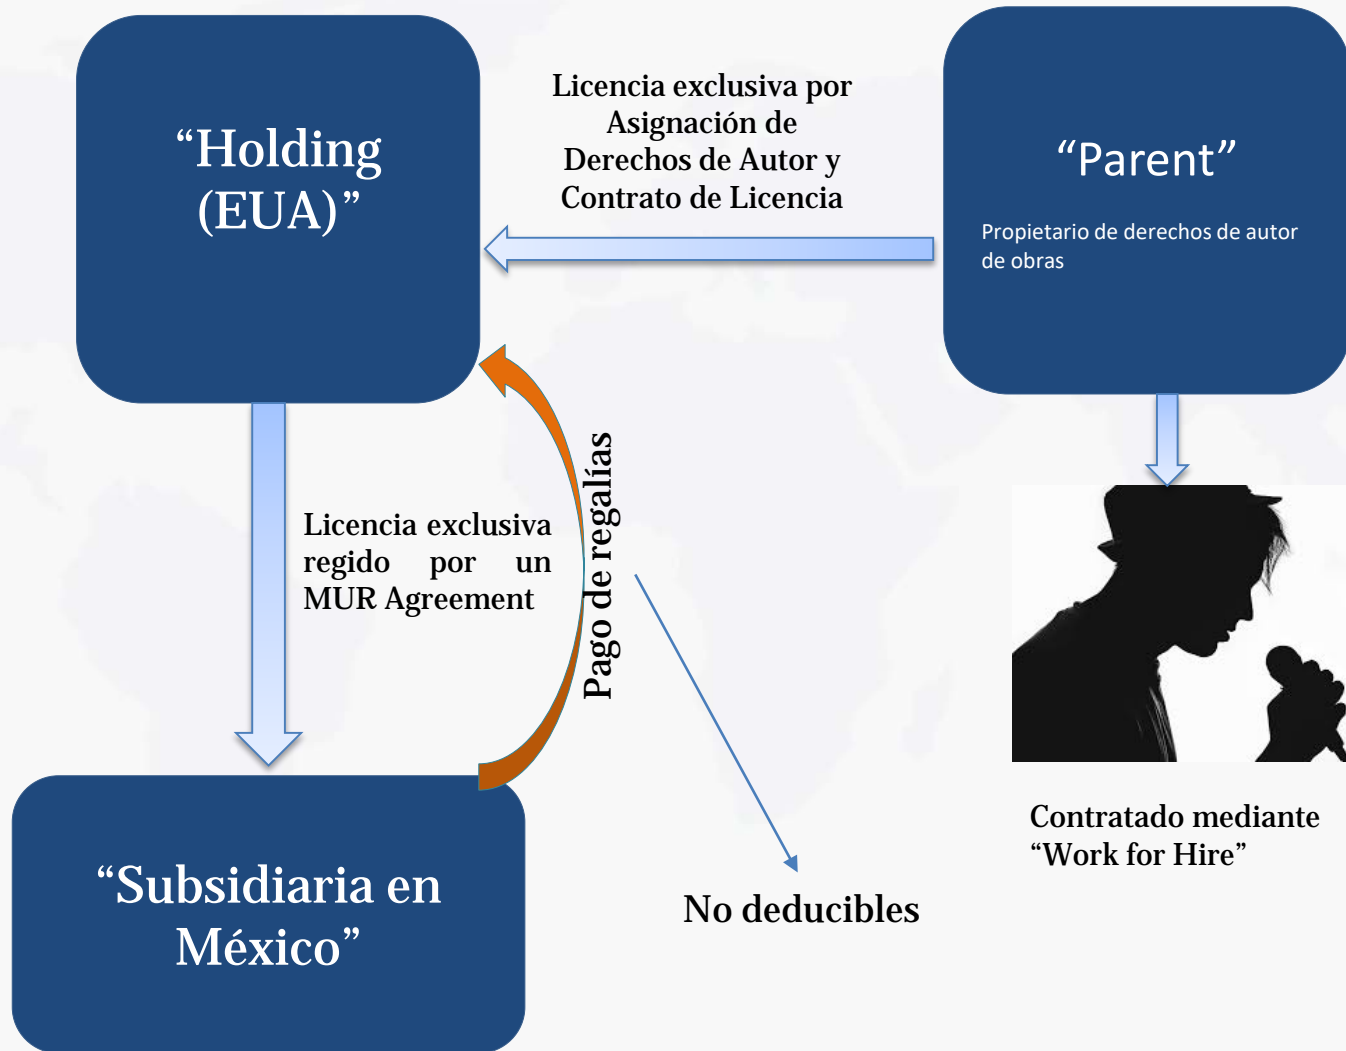 “Holding
(EUA)”
Licencia exclusiva por
Asignación de
Derechos de Autor y
Contrato de Licencia
“Parent”
Propietario de derechos de autor
de obras
Licencia exclusiva
regido por un
MUR Agreement
Pago de regalías
“Subsidiaria en
México”
No deducibles
Contratado mediante
“Work for Hire”